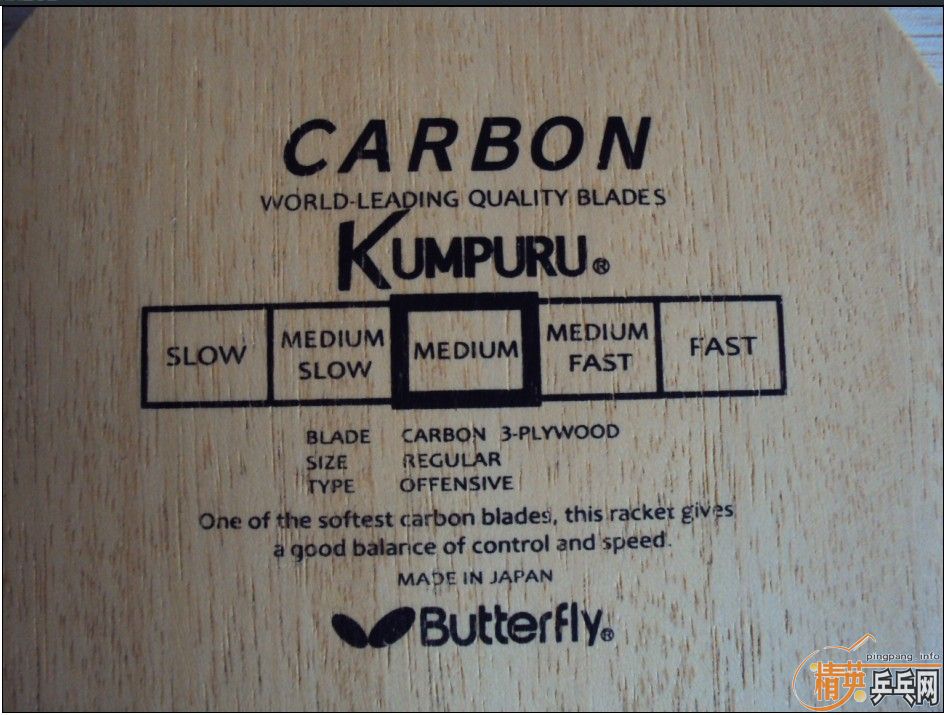 CARBON
WORLD-LEADING QUALITY BLADES
KUMPURU®
SLOW
MEDIUM SLOW
MEDIUM
MEDIUM FAST
FAST
BLADE CARBON 3-PLYWOOD
SIZE REGULAR
TYPE OFFENSIVE
One of the softest carbon blades, this racket gives
a good balance of control and speed.
MADE IN JAPAN
Butterfly®
pingpang_info
精英乒乓网